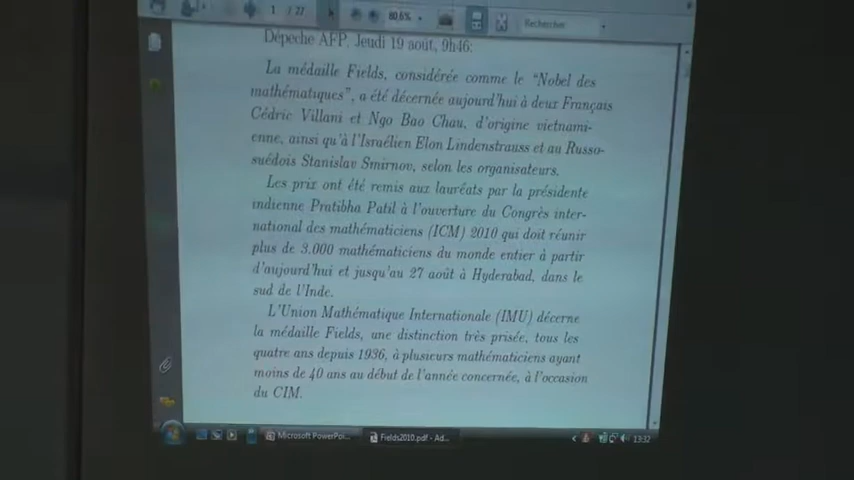 1 / 27
80,6%
Rechercher
Dépeche AFP. Jeudi 19 août, 9h46:
La médaille Fields, considérée comme le "Nobel des
mathématiques", a été décernée aujourd'hui à deux Français
Cédric Villani et Ngo Bao Chau, d'origine vietnami-
enne, ainsi qu'à l'Israélien Elon Lindenstrauss et au Russo-
suédois Stanislav Smirnov, selon les organisateurs.
Les prix ont été remis aux lauréats par la présidente
indienne Pratibha Patil à l'ouverture du Congrès inter-
national des mathématiciens (ICM) 2010 qui doit réunir
plus de 3.000 mathématiciens du monde entier à partir
d'aujourd'hui et jusqu'au 27 août à Hyderabad, dans le
sud de l'Inde.
L'Union Mathématique Internationale (IMU) décerne
la médaille Fields, une distinction très prisée, tous les
quatre ans depuis 1936, à plusieurs mathématiciens ayant
moins de 40 ans au début de l'année concernée, à l'occasion
du CIM.
Microsoft PowerPoi... Fields2010.pdf - Ad... 13:32